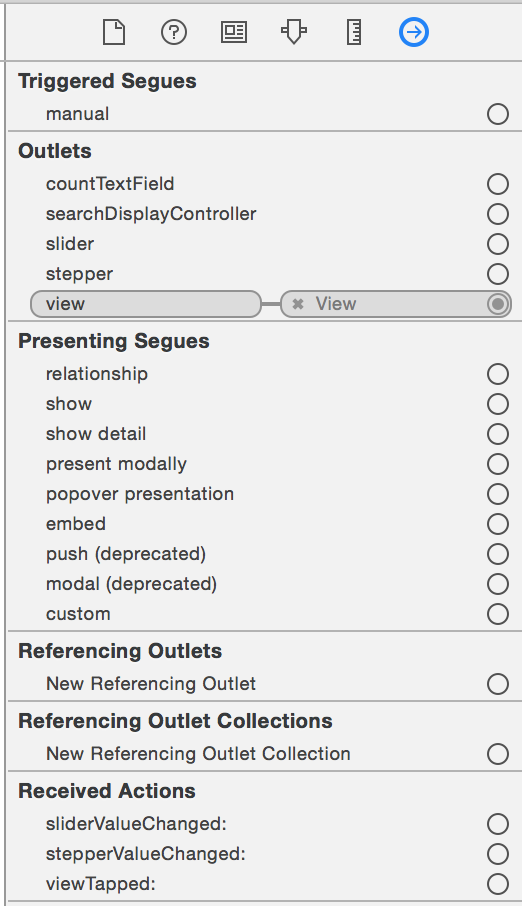 Triggered Segues
manual
Outlets
countTextField
searchDisplayController
slider
stepper
view ✖ View
Presenting Segues
relationship
show
show detail
present modally
popover presentation
embed
push (deprecated)
modal (deprecated)
custom
Referencing Outlets
New Referencing Outlet
Referencing Outlet Collections
New Referencing Outlet Collection
Received Actions
sliderValueChanged:
stepperValueChanged:
viewTapped: